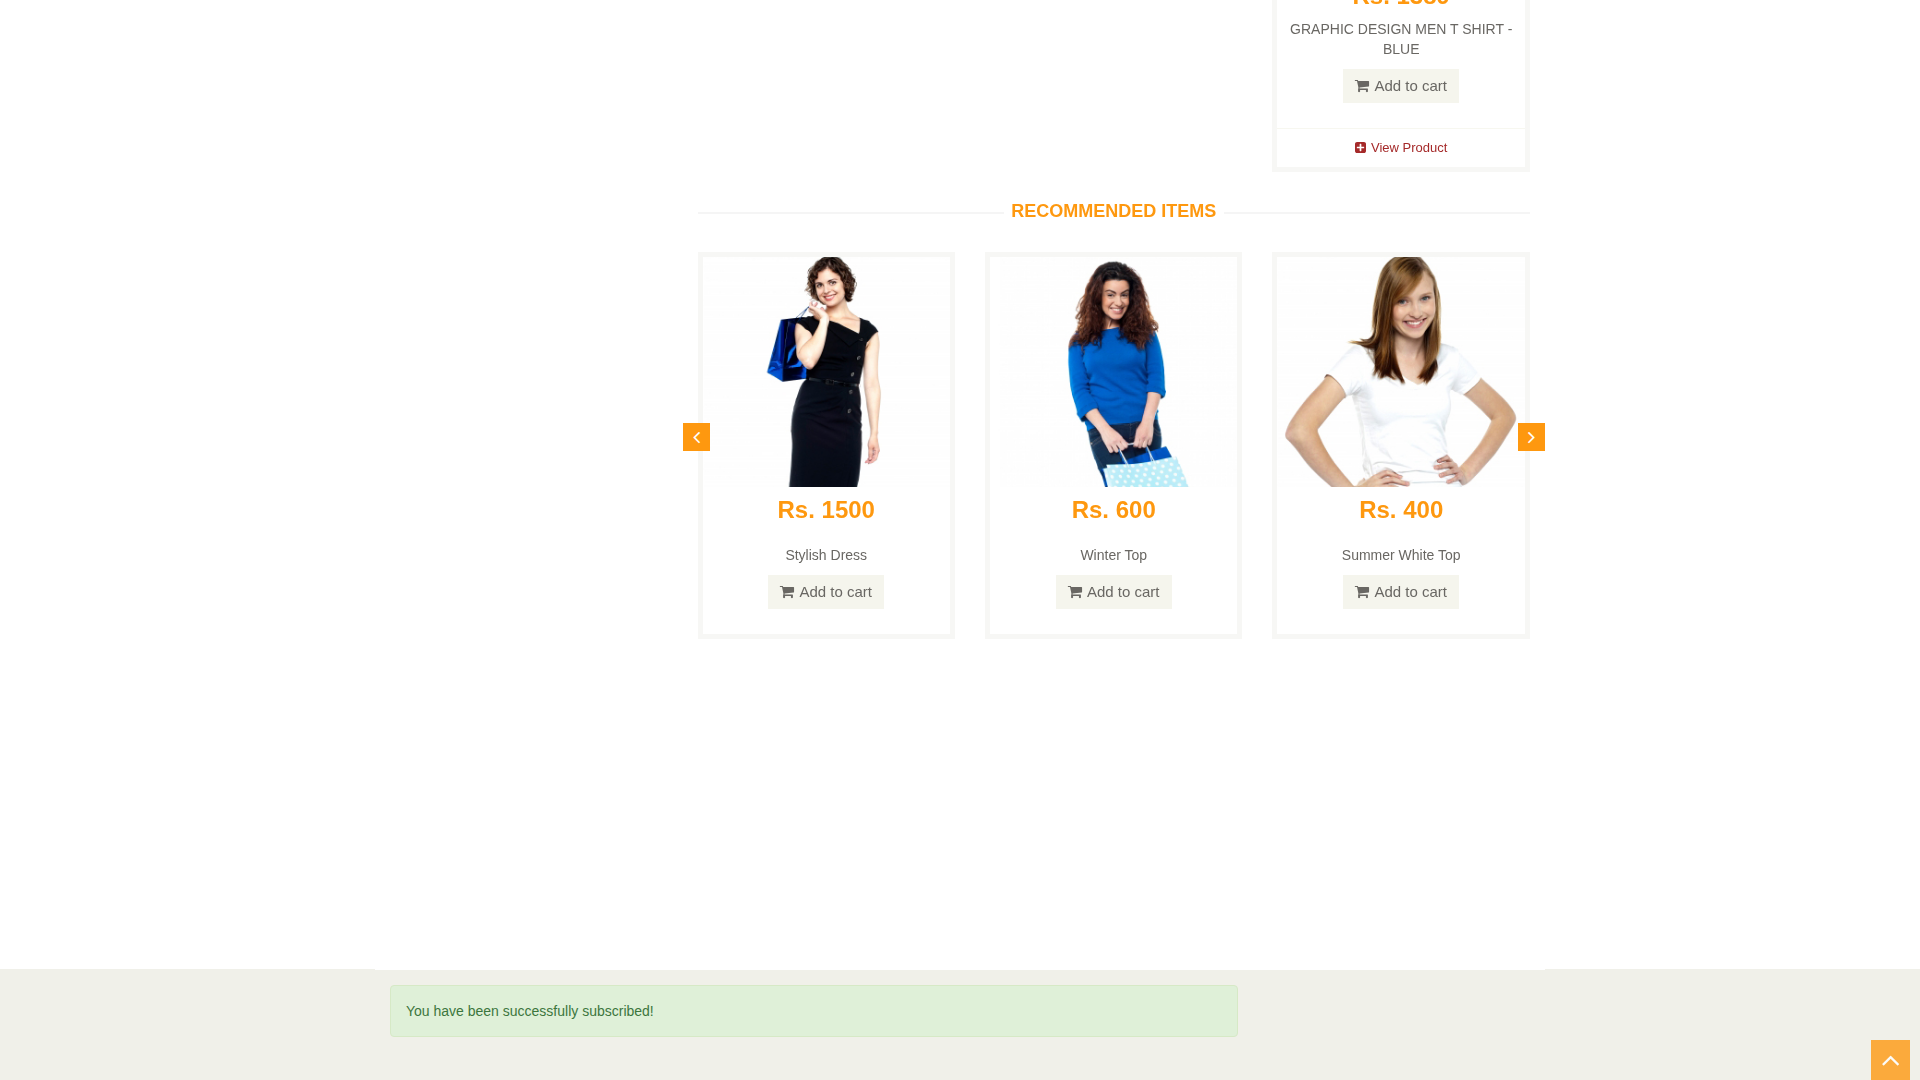 GRAPHIC DESIGN MEN T SHIRT -
BLUE
Add to cart
View Product
RECOMMENDED ITEMS
Rs. 1500
Stylish Dress
Add to cart
Rs. 600
Winter Top
Add to cart
Rs. 400
Summer White Top
Add to cart
You have been successfully subscribed!